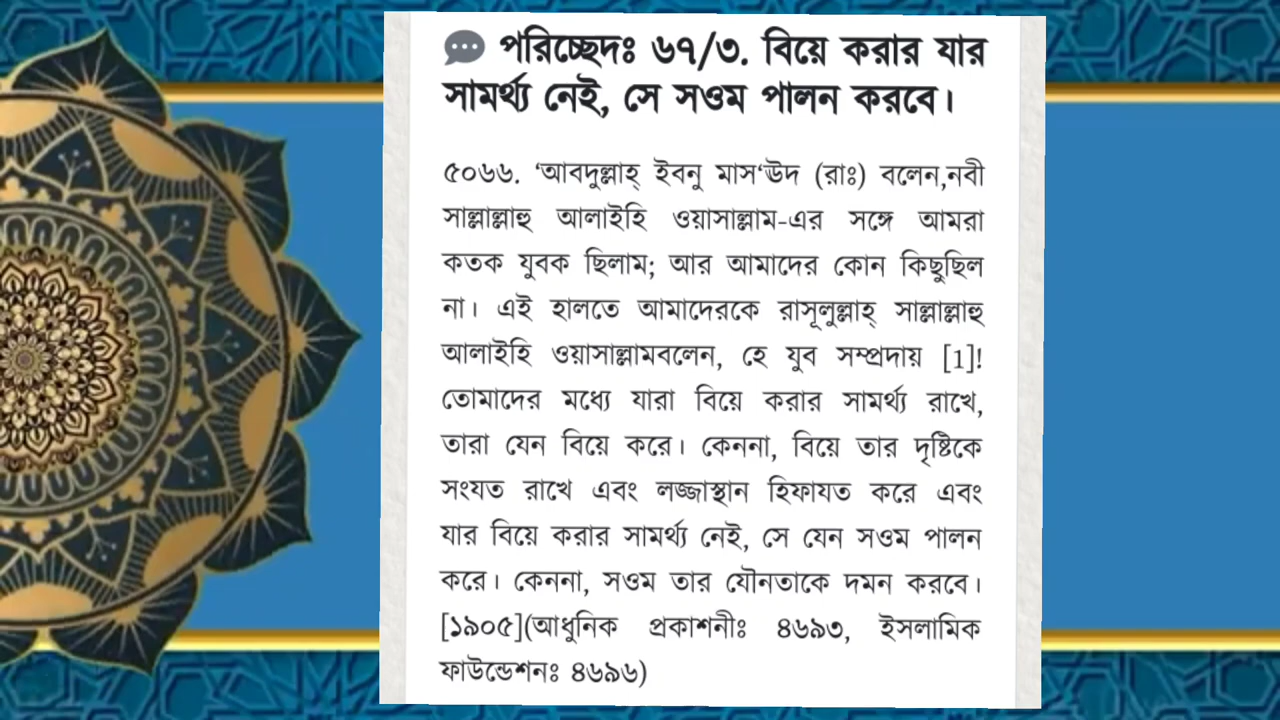 পরিচ্ছেদঃ ৬৭/৩. বিয়ে করার যার
সামর্থ্য নেই, সে সওম পালন করবে।
৫০৬৬. ‘আবদুল্লাহ্ ইবনু মাস‘ঊদ (রাঃ) বলেন,নবী
সাল্লাল্লাহু আলাইহি ওয়াসাল্লাম-এর সঙ্গে আমরা
কতক যুবক ছিলাম; আর আমাদের কোন কিছুছিল
না। এই হালতে আমাদেরকে রাসূলুল্লাহ্ সাল্লাল্লাহু
আলাইহি ওয়াসাল্লামবলেন, হে যুব সম্প্রদায় [1]!
তোমাদের মধ্যে যারা বিয়ে করার সামর্থ্য রাখে,
তারা যেন বিয়ে করে। কেননা, বিয়ে তার দৃষ্টিকে
সংযত রাখে এবং লজ্জাস্থান হিফাযত করে এবং
যার বিয়ে করার সামর্থ্য নেই, সে যেন সওম পালন
করে। কেননা, সওম তার যৌনতাকে দমন করবে।
[১৯০৫](আধুনিক প্রকাশনীঃ ৪৬৯৩, ইসলামিক
ফাউন্ডেশনঃ ৪৬৯৬)